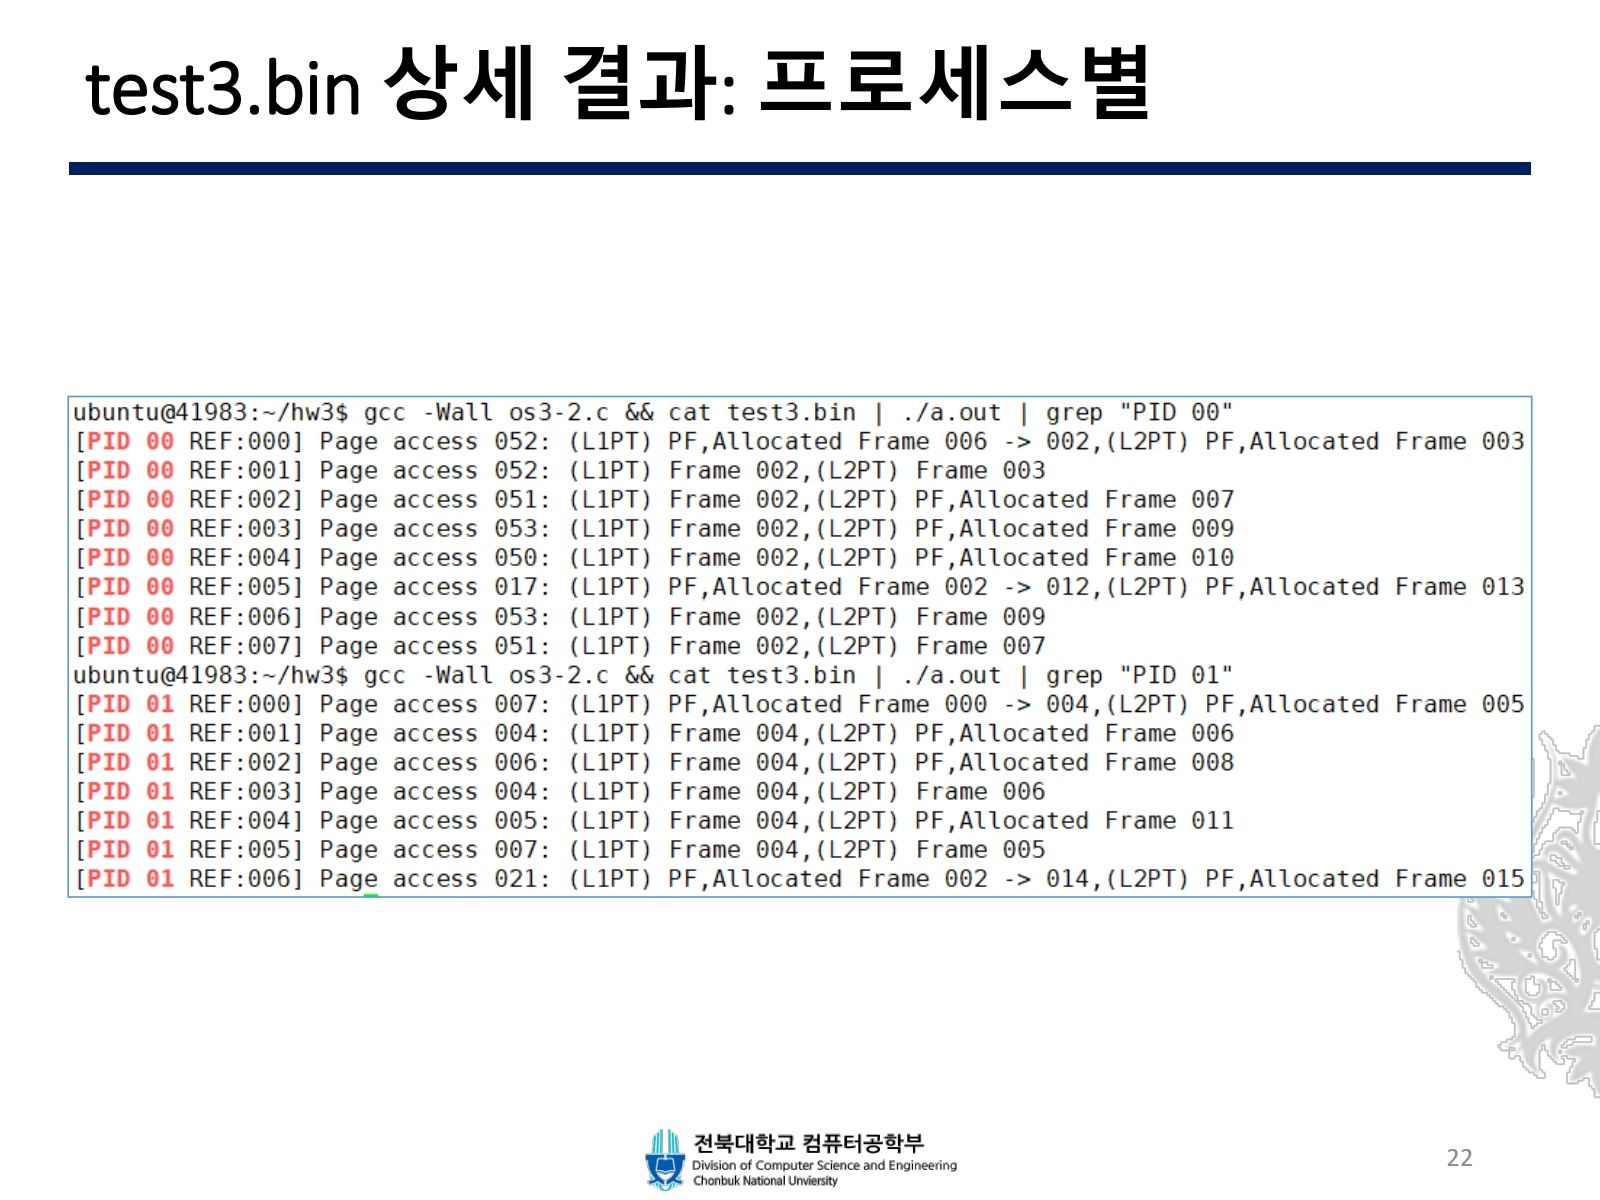 test3.bin 상세 결과: 프로세스별
ubuntu@41983:~/hw3$ gcc -Wall os3-2.c && cat test3.bin | ./a.out | grep "PID 00"
[PID 00 REF:000] Page access 052: (L1PT) PF,Allocated Frame 006 -> 002,(L2PT) PF,Allocated Frame 003
[PID 00 REF:001] Page access 052: (L1PT) Frame 002,(L2PT) Frame 003
[PID 00 REF:002] Page access 051: (L1PT) Frame 002,(L2PT) PF,Allocated Frame 007
[PID 00 REF:003] Page access 053: (L1PT) Frame 002,(L2PT) PF,Allocated Frame 009
[PID 00 REF:004] Page access 050: (L1PT) Frame 002,(L2PT) PF,Allocated Frame 010
[PID 00 REF:005] Page access 017: (L1PT) PF,Allocated Frame 002 -> 012,(L2PT) PF,Allocated Frame 013
[PID 00 REF:006] Page access 053: (L1PT) Frame 002,(L2PT) Frame 009
[PID 00 REF:007] Page access 051: (L1PT) Frame 002,(L2PT) Frame 007
ubuntu@41983:~/hw3$ gcc -Wall os3-2.c && cat test3.bin | ./a.out | grep "PID 01"
[PID 01 REF:000] Page access 007: (L1PT) PF,Allocated Frame 000 -> 004,(L2PT) PF,Allocated Frame 005
[PID 01 REF:001] Page access 004: (L1PT) Frame 004,(L2PT) PF,Allocated Frame 006
[PID 01 REF:002] Page access 006: (L1PT) Frame 004,(L2PT) PF,Allocated Frame 008
[PID 01 REF:003] Page access 004: (L1PT) Frame 004,(L2PT) Frame 006
[PID 01 REF:004] Page access 005: (L1PT) Frame 004,(L2PT) PF,Allocated Frame 011
[PID 01 REF:005] Page access 007: (L1PT) Frame 004,(L2PT) Frame 005
[PID 01 REF:006] Page access 021: (L1PT) PF,Allocated Frame 002 -> 014,(L2PT) PF,Allocated Frame 015
전북대학교 컴퓨터공학부
Division of Computer Science and Engineering
Chonbuk National Unviersity
22